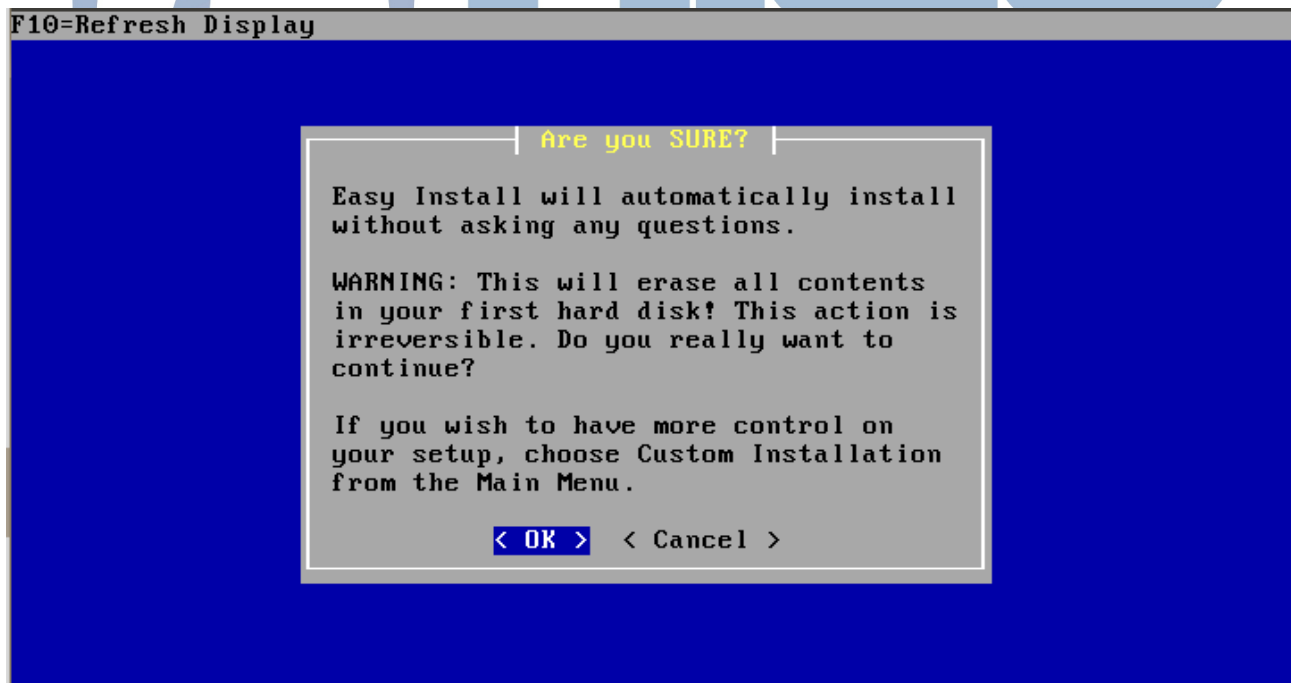 F10=Refresh Display
Are you SURE?
Easy Install will automatically install
without asking any questions.
WARNING: This will erase all contents
in your first hard disk! This action is
irreversible. Do you really want to
continue?
If you wish to have more control on
your setup, choose Custom Installation
from the Main Menu.
< OK > < Cancel >